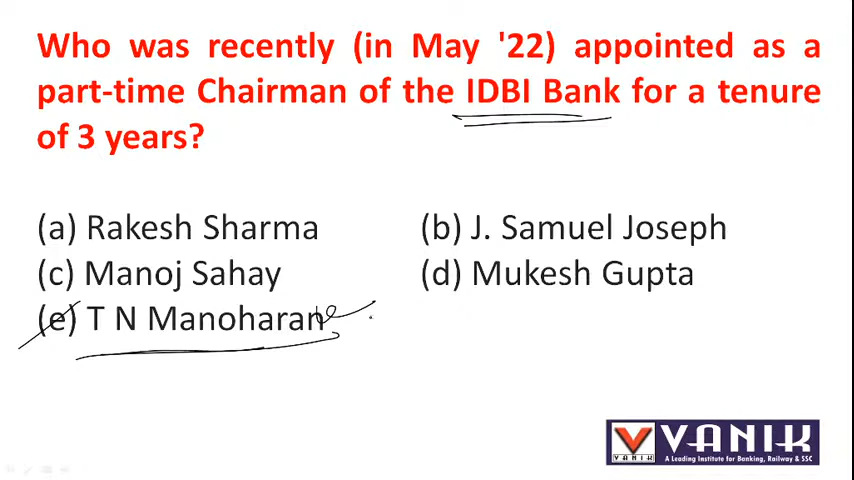 Who was recently (in May '22) appointed as a
part-time Chairman of the IDBI Bank for a tenure
of 3 years?
(a) Rakesh Sharma (b) J. Samuel Joseph
(c) Manoj Sahay (d) Mukesh Gupta
(e) T N Manoharan
VANIK
VANIK
A Leading Institute for Banking, Railway & SSC